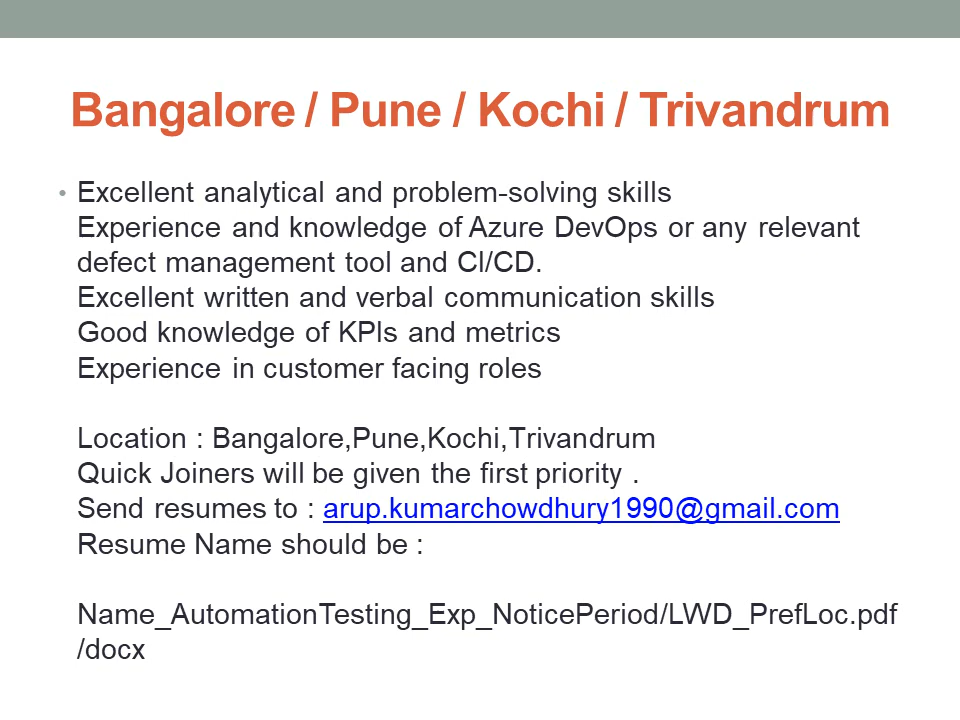 Bangalore / Pune / Kochi / Trivandrum
• Excellent analytical and problem-solving skills
Experience and knowledge of Azure DevOps or any relevant
defect management tool and CI/CD.
Excellent written and verbal communication skills
Good knowledge of KPIs and metrics
Experience in customer facing roles
Location : Bangalore,Pune,Kochi,Trivandrum
Quick Joiners will be given the first priority .
Send resumes to : arup.kumarchowdhury1990@gmail.com
Resume Name should be :
Name_AutomationTesting_Exp_NoticePeriod/LWD_PrefLoc.pdf
/docx